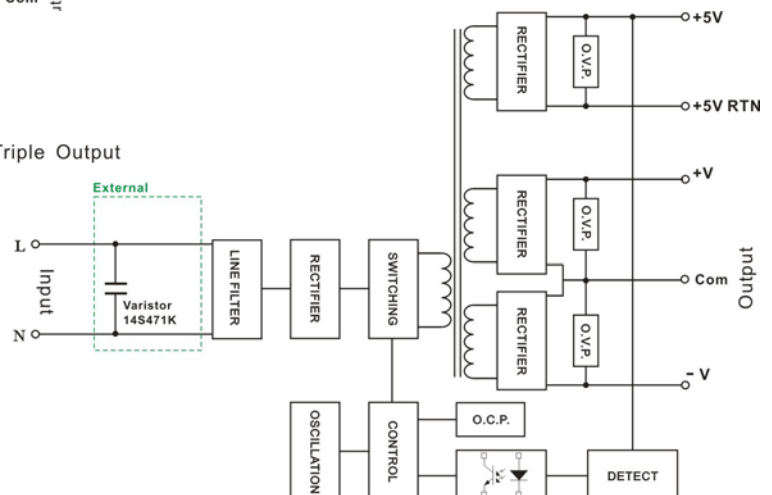 +5V
RECTIFIER
O.V.P.
+5V RTN
Triple Output
External
+V
RECTIFIER
O.V.P.
L
LINE FILTER
RECTIFIER
SWITCHING
Input
Varistor
14S471K
Com
Output
N
RECTIFIER
O.V.P.
- V
OSCILLATION
CONTROL
O.C.P.
DETECT